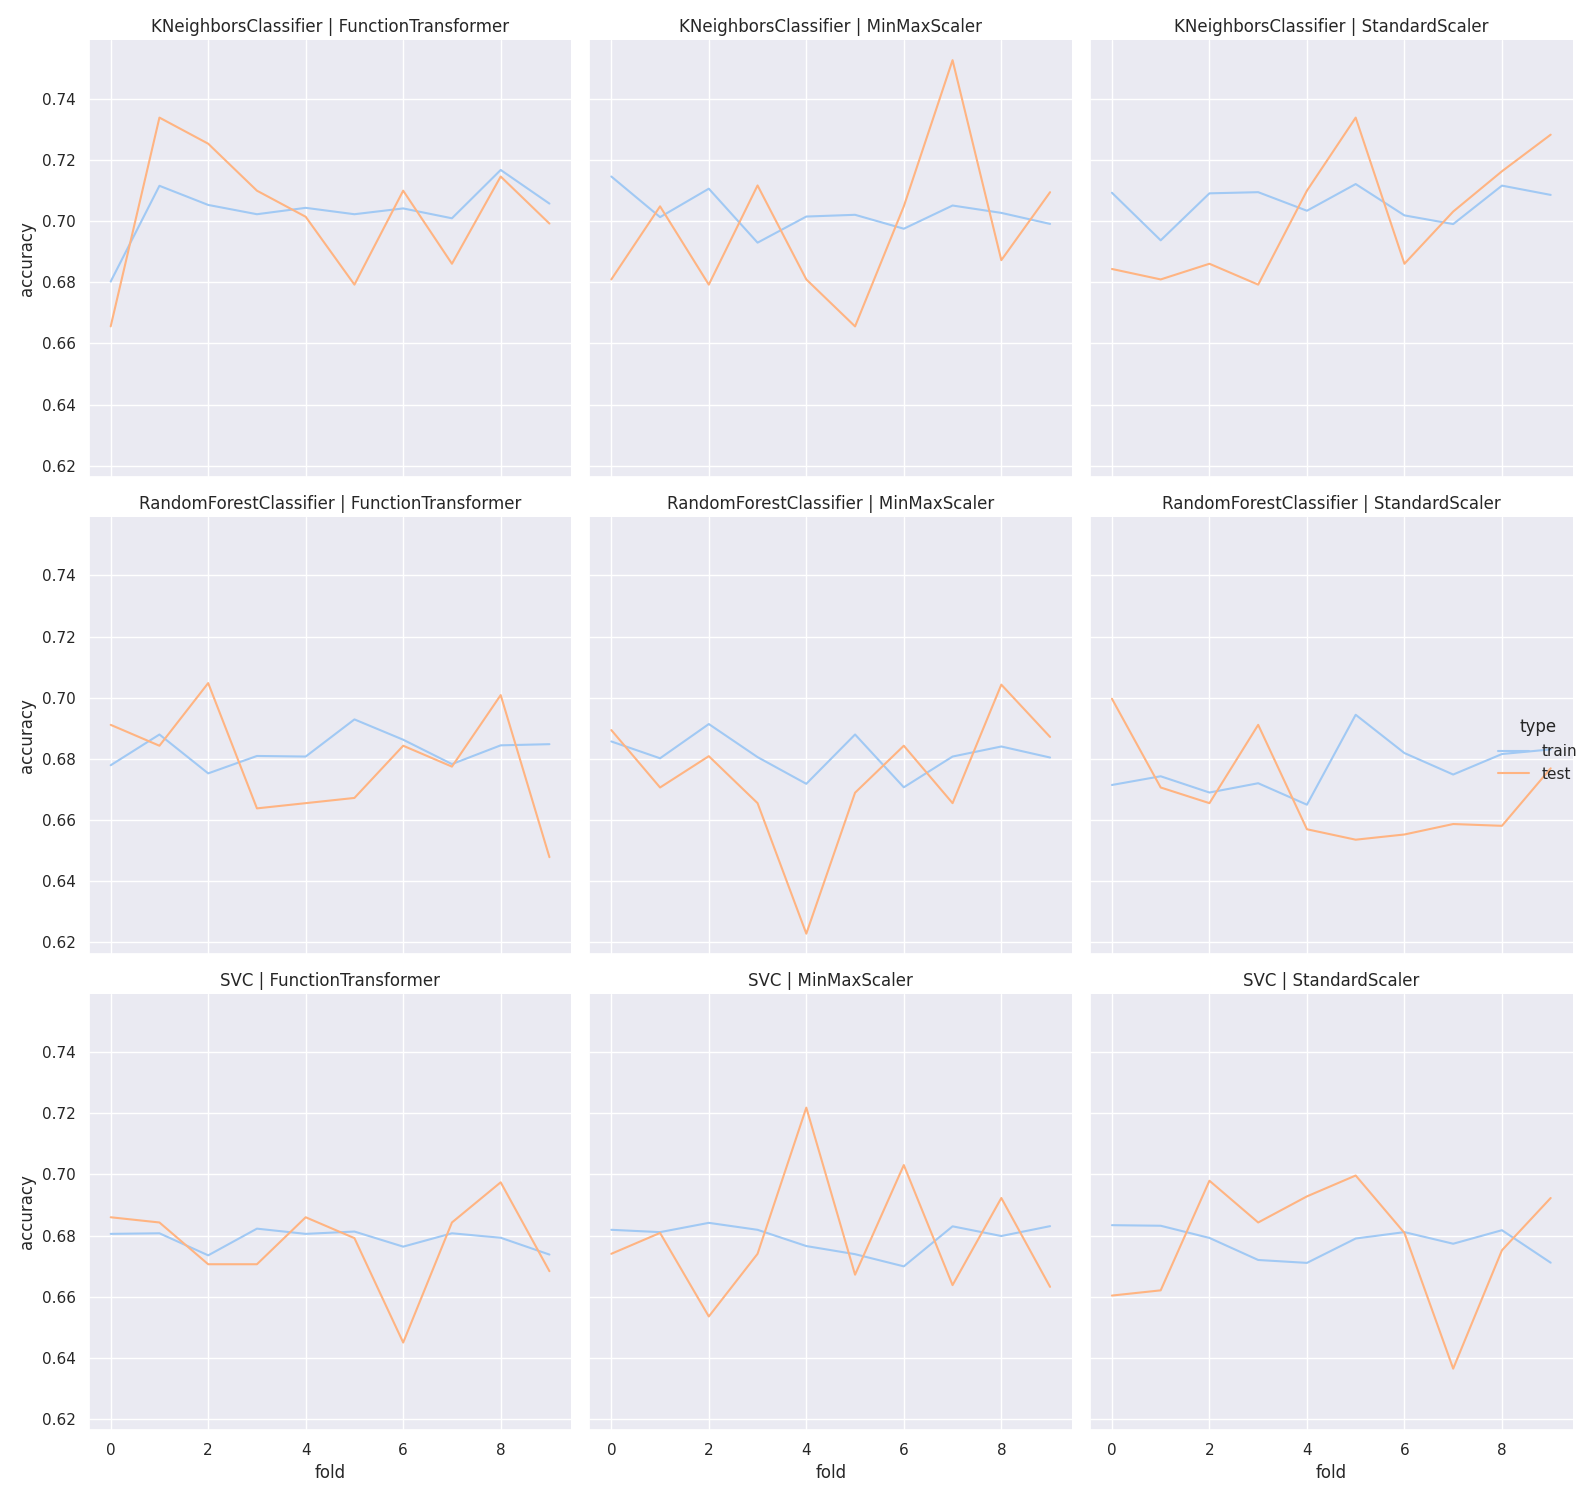 KNeighborsClassifier | FunctionTransformer
KNeighborsClassifier | MinMaxScaler
KNeighborsClassifier | StandardScaler
0.74
0.72
0.70
0.68
0.66
0.64
0.62
accuracy
RandomForestClassifier | FunctionTransformer
RandomForestClassifier | MinMaxScaler
RandomForestClassifier | StandardScaler
0.74
0.72
0.70
0.68
0.66
0.64
0.62
accuracy
type
train
test
SVC | FunctionTransformer
SVC | MinMaxScaler
SVC | StandardScaler
0.74
0.72
0.70
0.68
0.66
0.64
0.62
accuracy
0 2 4 6 8
0 2 4 6 8
0 2 4 6 8
fold
fold
fold